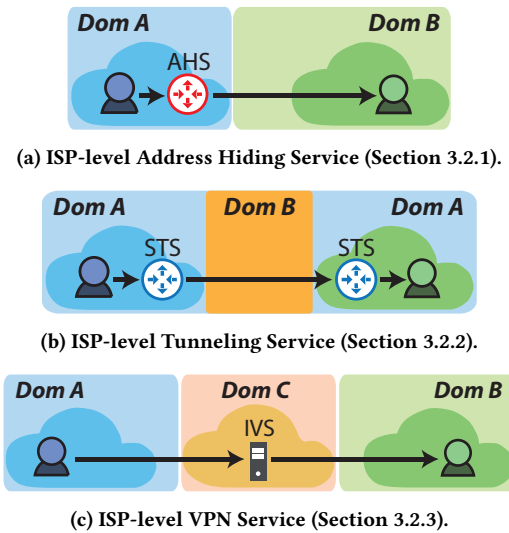 Dom A
Dom B
AHS
(a) ISP-level Address Hiding Service (Section 3.2.1).
Dom A
Dom B
Dom A
STS
STS
(b) ISP-level Tunneling Service (Section 3.2.2).
Dom A
Dom C
Dom B
IVS
(c) ISP-level VPN Service (Section 3.2.3).